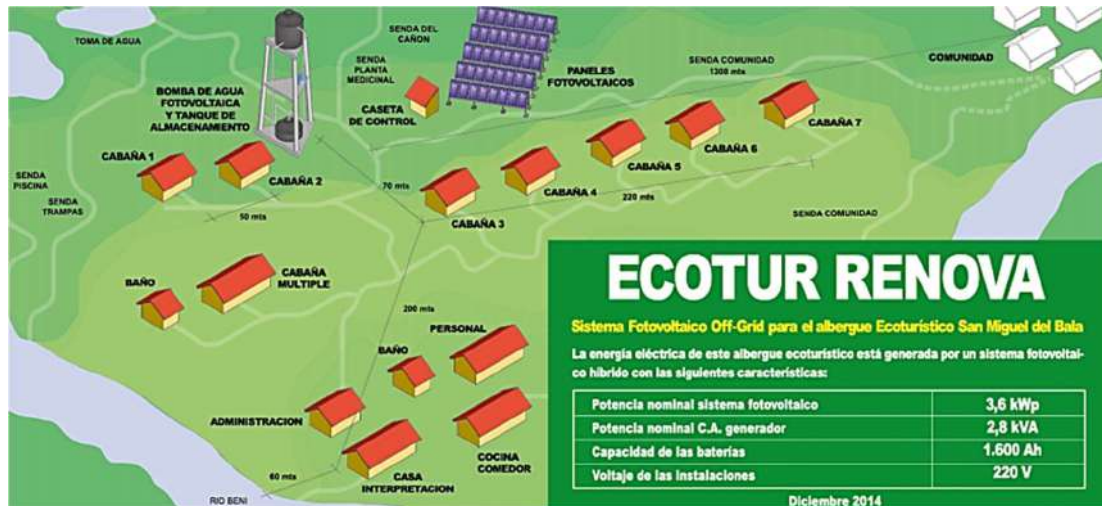 TOMA DE AGUA
BOMBA DE AGUA
FOTOVOLTAICA
Y TANQUE DE
ALMACENAMIENTO
SENDA DEL
CAÑON
SENDA
PLANTA
MEDICINAL
CASETA
DE CONTROL
PANELES
FOTOVOLTAICOS
SENDA COMUNIDAD
1300 mts
COMUNIDAD
CABAÑA 1
CABAÑA 2
CABAÑA 3
CABAÑA 4
CABAÑA 5
CABAÑA 6
CABAÑA 7
SENDA
PISCINA
SENDA
TRAMPAS
50 mts
70 mts
220 mts
SENDA COMUNIDAD
BAÑO
CABAÑA
MULTIPLE
200 mts
PERSONAL
BAÑO
ADMINISTRACION
COCINA
COMEDOR
CASA
INTERPRETACION
60 mts
RIO BENI
ECOTUR RENOVA
Sistema Fotovoltaico Off-Grid para el albergue Ecoturístico San Miguel del Bala
La energía eléctrica de este albergue ecoturístico está generada por un sistema fotovoltai-
co híbrido con las siguientes características:
Potencia nominal sistema fotovoltaico 3,6 kWp
Potencia nominal C.A. generador 2,8 kVA
Capacidad de las baterías 1.600 Ah
Voltaje de las instalaciones 220 V
Diciembre 2014